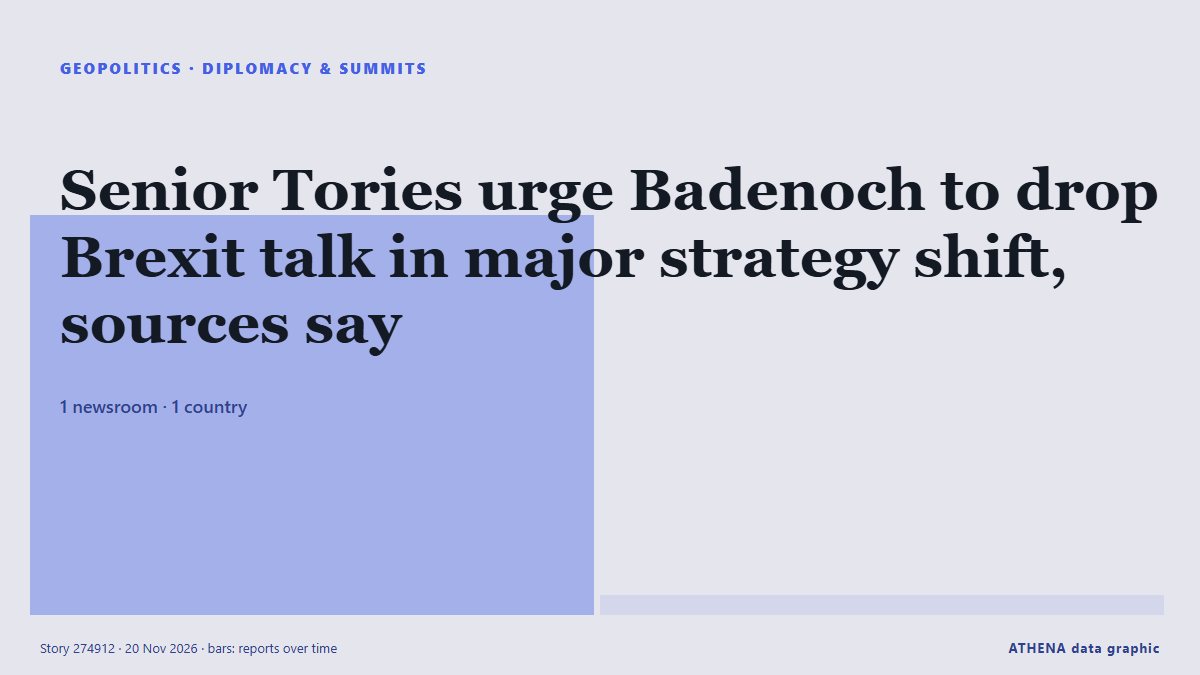 GEOPOLITICS · DIPLOMACY & SUMMITS
Senior Tories urge Badenoch to drop
Brexit talk in major strategy shift,
sources say
1 newsroom · 1 country
Story 274912 · 20 Nov 2026 · bars: reports over time
ATHENA data graphic